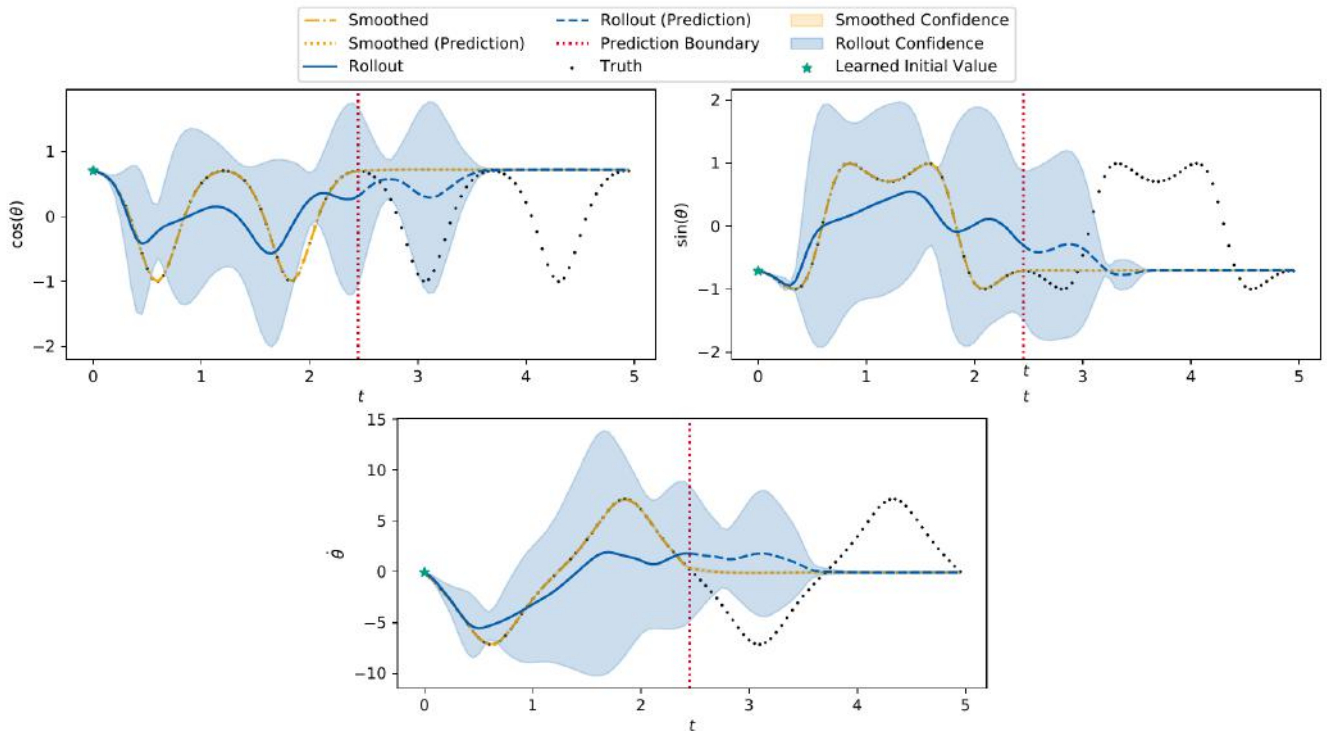 Smoothed
Smoothed (Prediction)
Rollout
Rollout (Prediction)
Prediction Boundary
Truth
Smoothed Confidence
Rollout Confidence
Learned Initial Value
cos(θ)
1
0
−1
−2
0 1 2 3 4 5
t
sin(θ)
2
1
0
−1
−2
0 1 2 t 3 4 5
t
θ̇
15
10
5
0
−5
−10
0 1 2 3 4 5
t